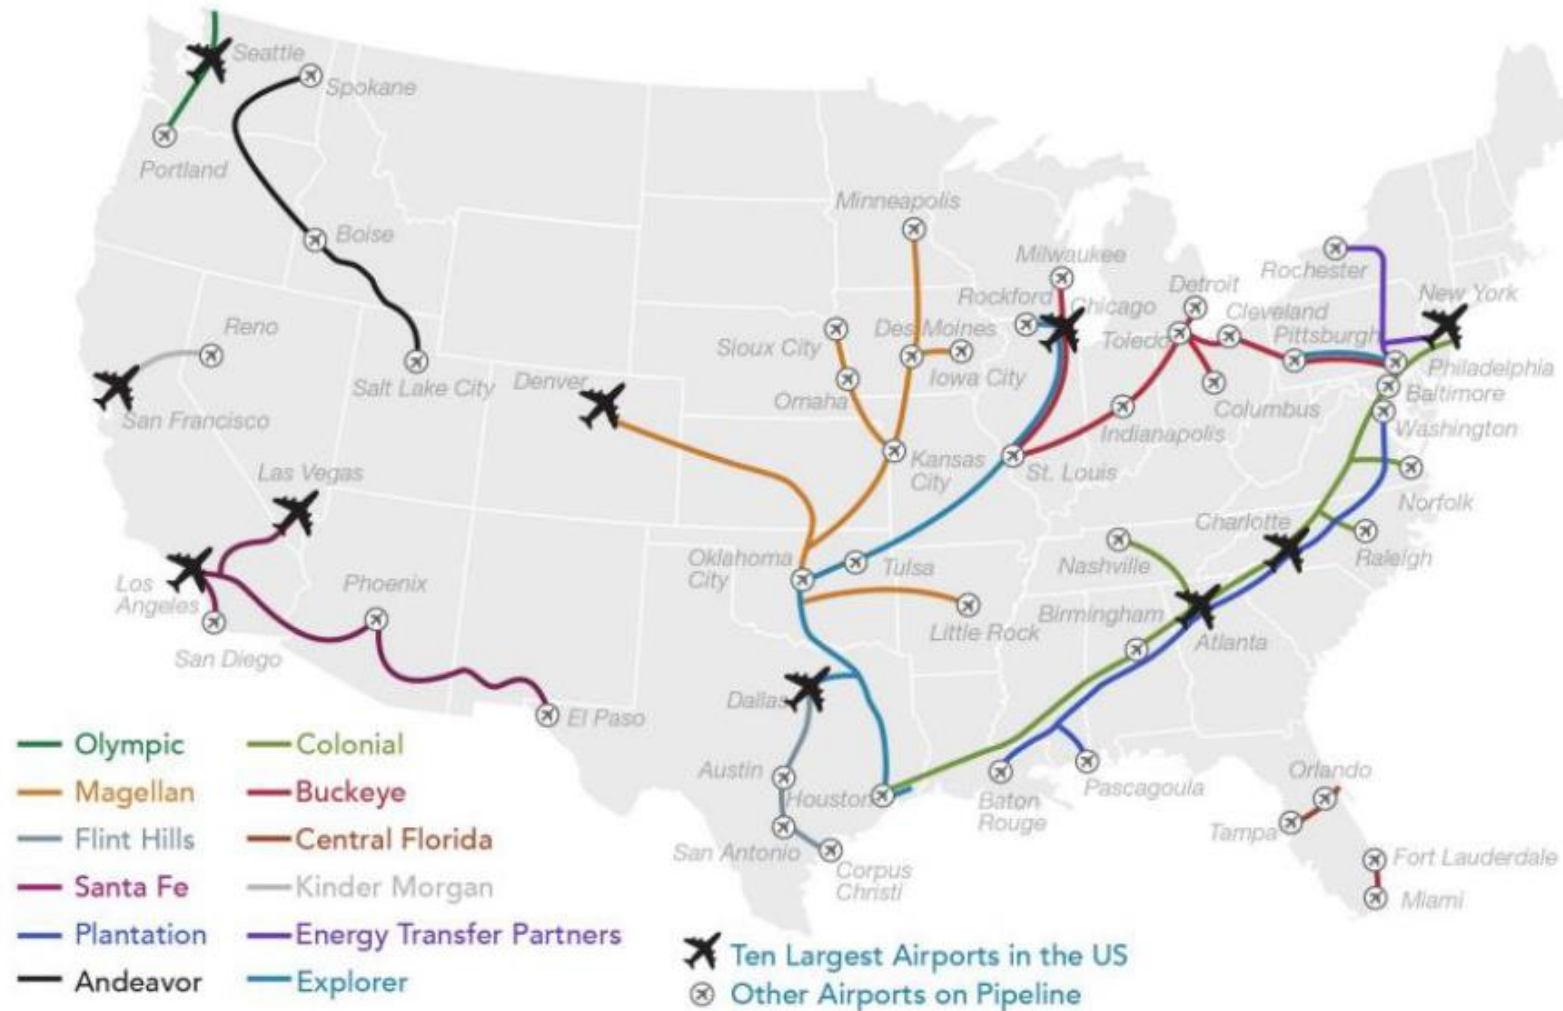 Seattle
Spokane
Portland
Boise
Minneapolis
Milwaukee
Rockford
Chicago
Detroit
Cleveland
Toledo
Pittsburgh
Rochester
New York
Philadelphia
Baltimore
Washington
Norfolk
Reno
San Francisco
Salt Lake City
Denver
Sioux City
Des Moines
Iowa City
Omaha
Columbus
Indianapolis
Kansas
City
St. Louis
Las Vegas
Los
Angeles
Phoenix
San Diego
El Paso
Oklahoma
City
Tulsa
Little Rock
Nashville
Charlotte
Raleigh
Birmingham
Atlanta
Dallas
Austin
Houston
San Antonio
Corpus
Christi
Baton
Rouge
Pascagoula
Orlando
Tampa
Fort Lauderdale
Miami
Olympic
Magellan
Flint Hills
Santa Fe
Plantation
Andeavor
Colonial
Buckeye
Central Florida
Kinder Morgan
Energy Transfer Partners
Explorer
Ten Largest Airports in the US
Other Airports on Pipeline